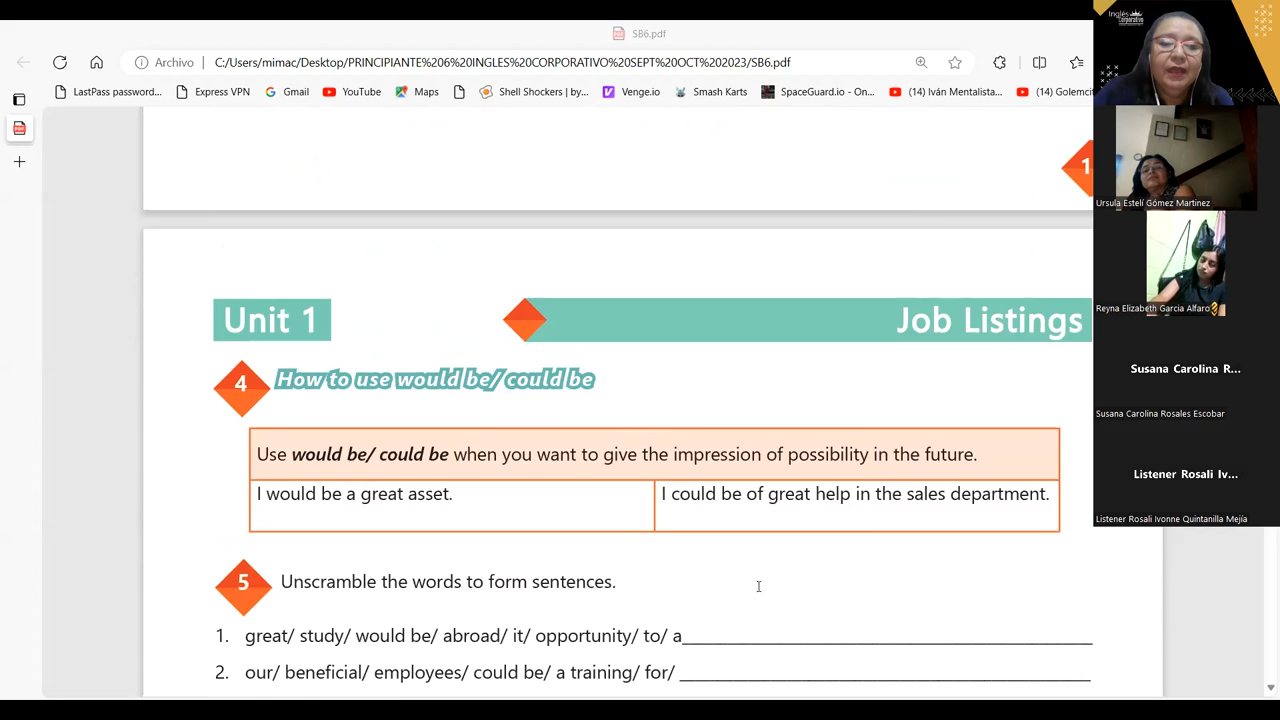 SB6.pdf
Archivo
C:/Users/mimac/Desktop/PRINCIPIANTE%206%20INGLES%20CORPORATIVO%20SEPT%20OCT%202023/SB6.pdf
LastPass password...
Express VPN
Gmail
YouTube
Maps
Shell Shockers | by...
Venge.io
Smash Karts
SpaceGuard.io - On...
(14) Iván Mentalista...
(14) Golemcit
Inglés
Corporativo
1
Ursula Estelí Gómez Martinez
Reyna Elizabeth Garcia Alfaro
Susana Carolina R...
Susana Carolina Rosales Escobar
Listener Rosali Iv...
Listener Rosali Ivonne Quintanilla Mejía
Unit 1
Job Listings
4
How to use would be/ could be
Use would be/ could be when you want to give the impression of possibility in the future.
I would be a great asset.
I could be of great help in the sales department.
5
Unscramble the words to form sentences.
1. great/ study/ would be/ abroad/ it/ opportunity/ to/ a
2. our/ beneficial/ employees/ could be/ a training/ for/